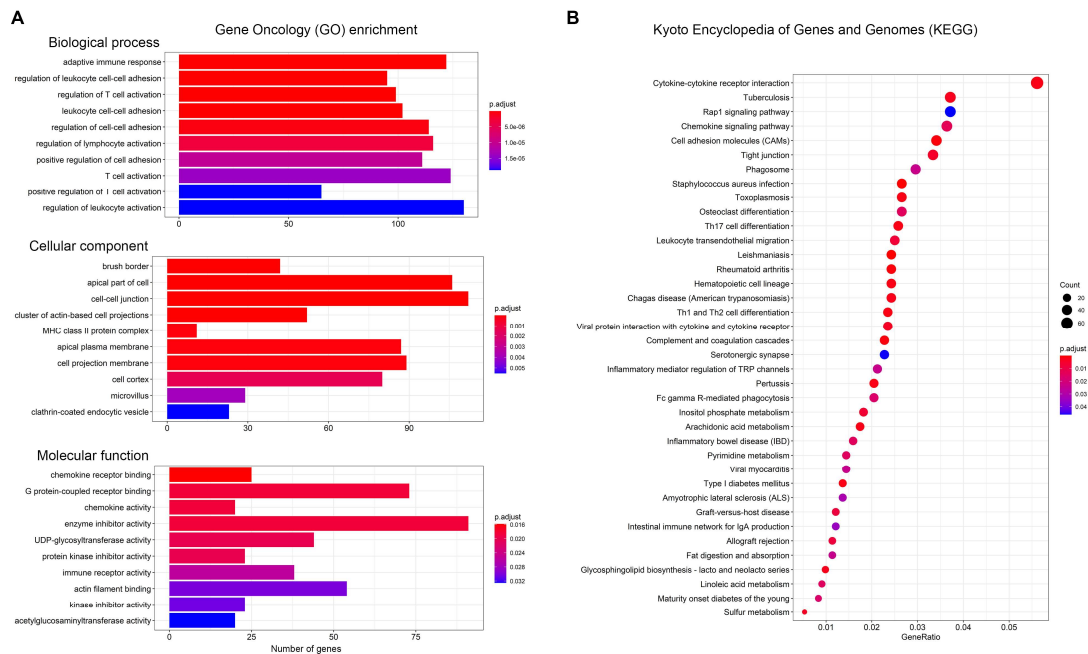 A
Gene Oncology (GO) enrichment
Biological process
adaptive immune response
regulation of leukocyte cell-cell adhesion
regulation of T cell activation
leukocyte cell-cell adhesion
regulation of cell-cell adhesion
regulation of lymphocyte activation
positive regulation of cell adhesion
T cell activation
positive regulation of T cell activation
regulation of leukocyte activation
0 50 100
p.adjust
5.0e-06
1.0e-05
1.5e-05
Cellular component
brush border
apical part of cell
cell-cell junction
cluster of actin-based cell projections
MHC class II protein complex
apical plasma membrane
cell projection membrane
cell cortex
microvillus
clathrin-coated endocytic vesicle
0 30 60 90
p.adjust
0.001
0.002
0.003
0.004
0.005
Molecular function
chemokine receptor binding
G protein-coupled receptor binding
chemokine activity
enzyme inhibitor activity
UDP-glycosyltransferase activity
protein kinase inhibitor activity
immune receptor activity
actin filament binding
kinase inhibitor activity
acetylglucosaminyltransferase activity
0 25 50 75
Number of genes
p.adjust
0.016
0.020
0.024
0.028
0.032
B
Kyoto Encyclopedia of Genes and Genomes (KEGG)
Cytokine-cytokine receptor interaction
Tuberculosis
Rap1 signaling pathway
Chemokine signaling pathway
Cell adhesion molecules (CAMs)
Tight junction
Phagosome
Staphylococcus aureus infection
Toxoplasmosis
Osteoclast differentiation
Th17 cell differentiation
Leukocyte transendothelial migration
Leishmaniasis
Rheumatoid arthritis
Hematopoietic cell lineage
Chagas disease (American trypanosomiasis)
Th1 and Th2 cell differentiation
Viral protein interaction with cytokine and cytokine receptor
Complement and coagulation cascades
Serotonergic synapse
Inflammatory mediator regulation of TRP channels
Pertussis
Fc gamma R-mediated phagocytosis
Inositol phosphate metabolism
Arachidonic acid metabolism
Inflammatory bowel disease (IBD)
Pyrimidine metabolism
Viral myocarditis
Type I diabetes mellitus
Amyotrophic lateral sclerosis (ALS)
Graft-versus-host disease
Intestinal immune network for IgA production
Allograft rejection
Fat digestion and absorption
Glycosphingolipid biosynthesis - lacto and neolacto series
Linoleic acid metabolism
Maturity onset diabetes of the young
Sulfur metabolism
0.01 0.02 0.03 0.04 0.05
GeneRatio
Count
20
40
60
p.adjust
0.01
0.02
0.03
0.04